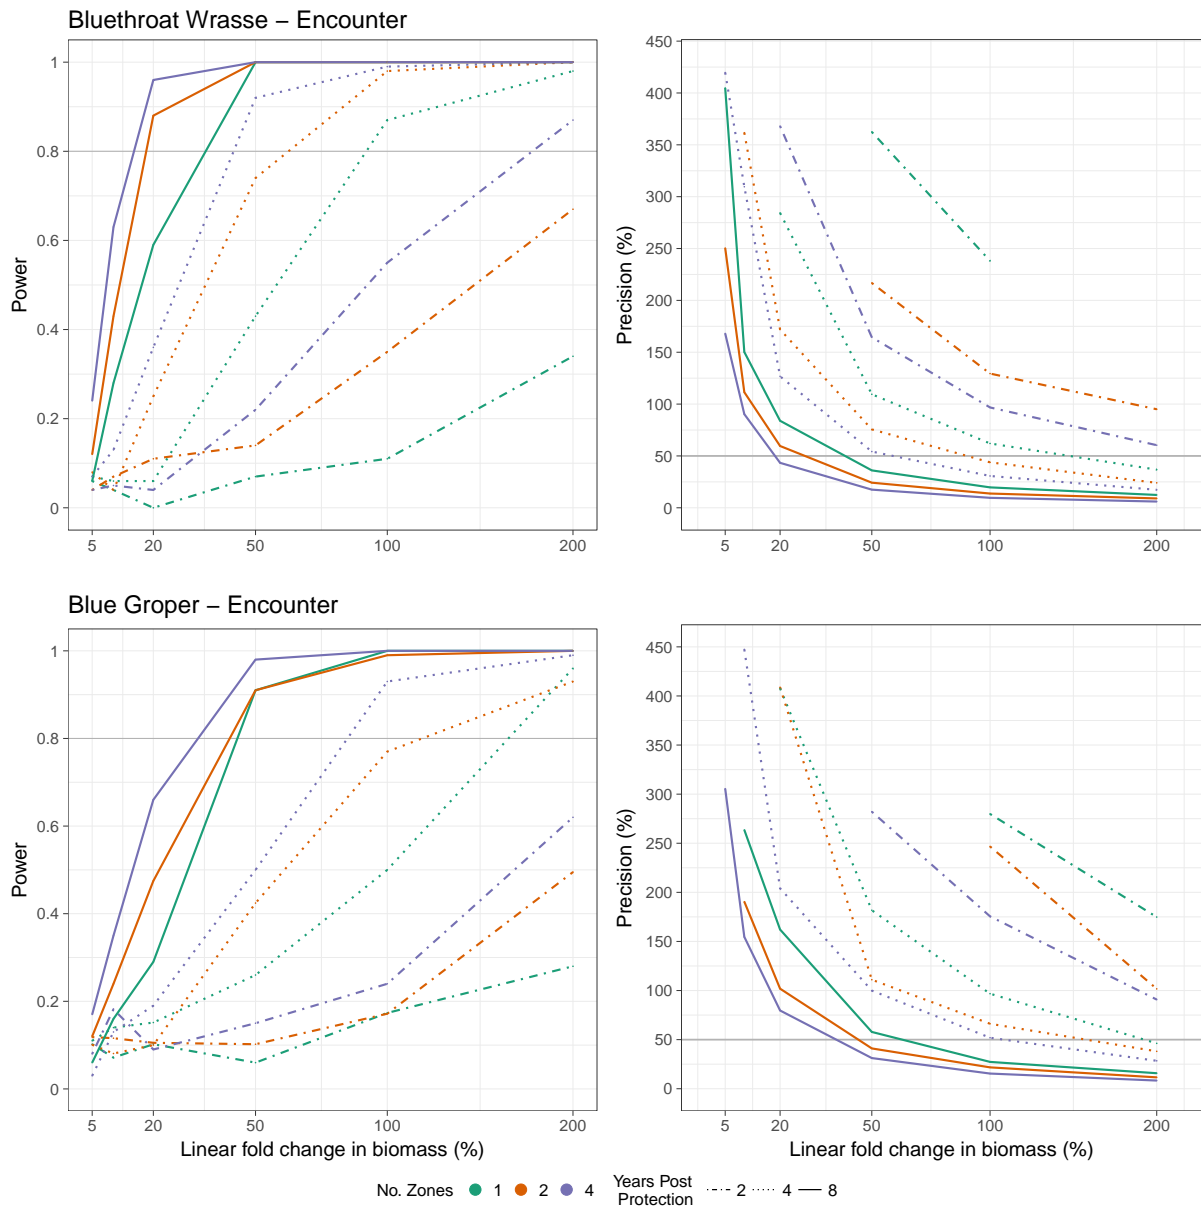 Bluethroat Wrasse – Encounter
1
0.8
0.6
0.4
0.2
0
Power
5 20 50 100 200
450
400
350
300
250
200
150
100
50
0
Precision (%)
5 20 50 100 200
Blue Groper – Encounter
1
0.8
0.6
0.4
0.2
0
Power
5 20 50 100 200
Linear fold change in biomass (%)
450
400
350
300
250
200
150
100
50
0
Precision (%)
5 20 50 100 200
Linear fold change in biomass (%)
No. Zones 1 2 4
Years Post
Protection
2 4 8